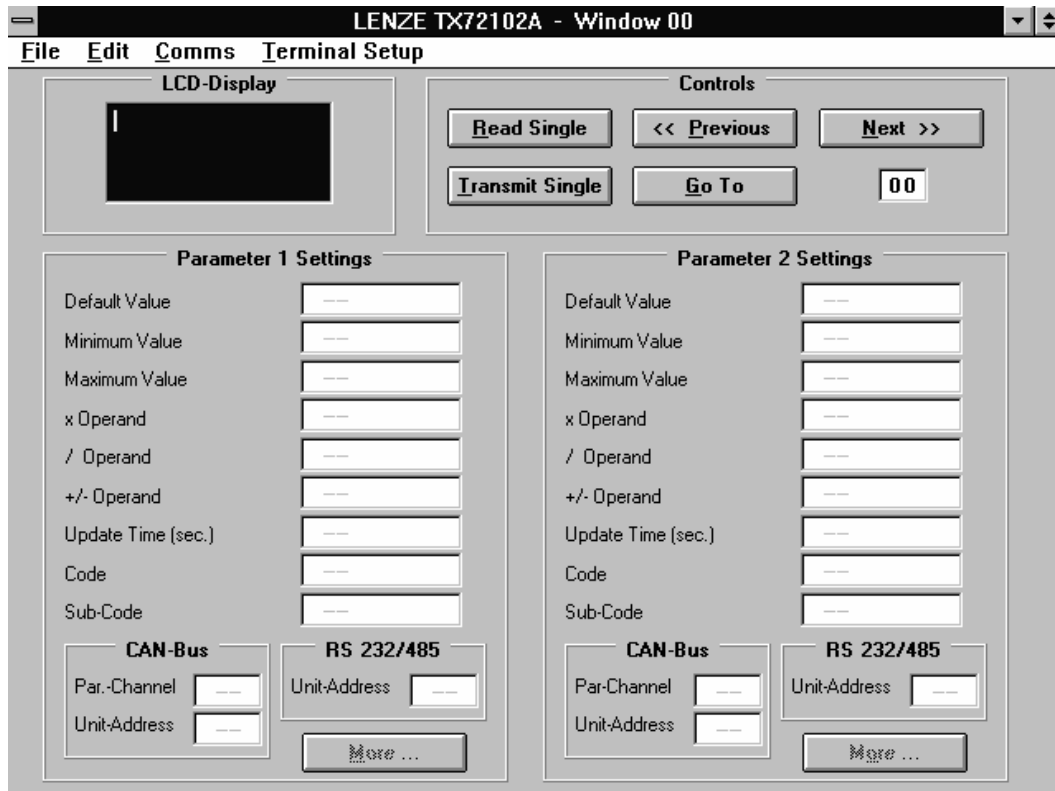 LENZE TX72102A - Window 00
File Edit Comms Terminal Setup
LCD-Display
Controls
Read Single << Previous Next >>
Transmit Single Go To 00
Parameter 1 Settings
Default Value --
Minimum Value --
Maximum Value --
x Operand --
/ Operand --
+/- Operand --
Update Time (sec.) --
Code --
Sub-Code --
CAN-Bus
Par.-Channel --
Unit-Address --
RS 232/485
Unit-Address --
More ...
Parameter 2 Settings
Default Value --
Minimum Value --
Maximum Value --
x Operand --
/ Operand --
+/- Operand --
Update Time (sec.) --
Code --
Sub-Code --
CAN-Bus
Par-Channel --
Unit-Address --
RS 232/485
Unit-Address --
More ...